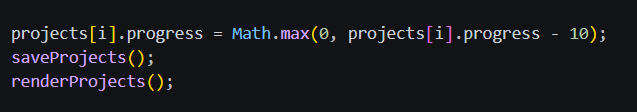 projects[i].progress = Math.max(0, projects[i].progress - 10);
saveProjects();
renderProjects();